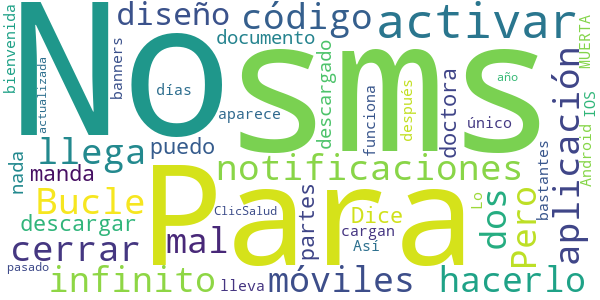 bienvenida
No
diseño
código
activar
MUERTA
banners
documento
sms
actualizada
días
aparece
descargado
funciona
después
año
doctora
único
aplicación
IOS
Android
llega
puedo
nada
manda
Para
notificaciones
Bucle
ClicSalud
partes
Dice
dos
Pero
Lo
bastantes
descargar
mal
cargan
Así
cerrar
pasado
infinito
lleva
móviles
hacerlo